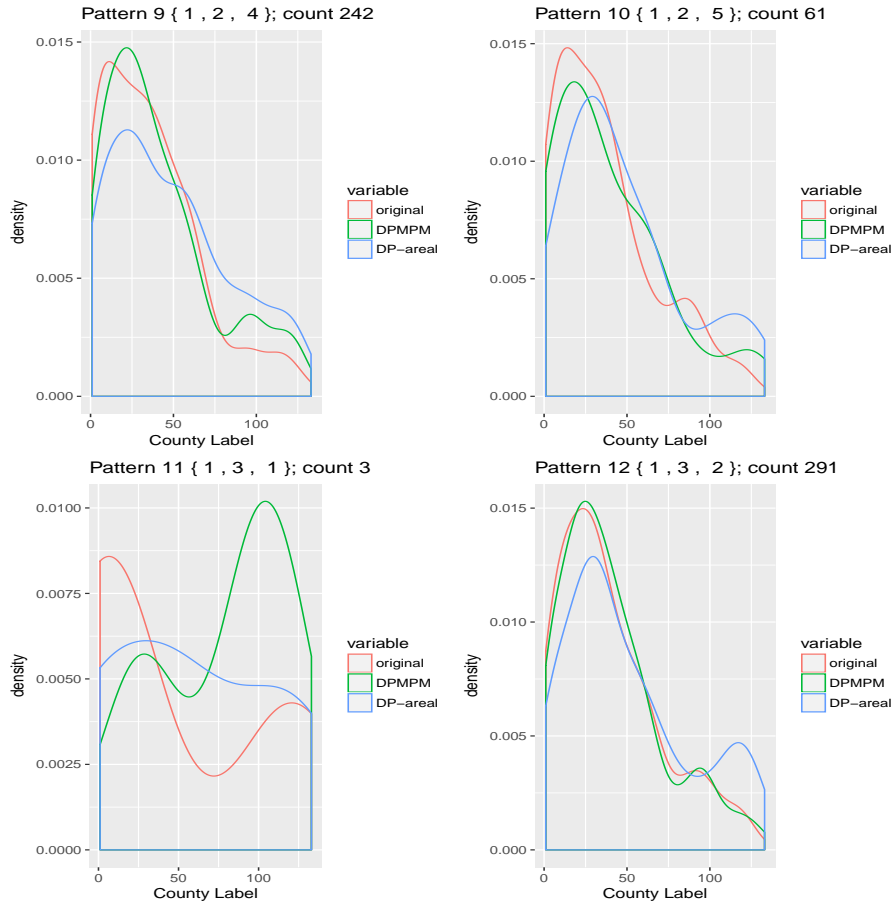 Pattern 9 { 1 , 2 , 4 }; count 242
0.015
0.010
0.005
0.000
density
0
50
100
County Label
variable
original
DPMPM
DP−areal
Pattern 10 { 1 , 2 , 5 }; count 61
0.015
0.010
0.005
0.000
density
0
50
100
County Label
variable
original
DPMPM
DP−areal
Pattern 11 { 1 , 3 , 1 }; count 3
0.0100
0.0075
0.0050
0.0025
0.0000
density
0
50
100
County Label
variable
original
DPMPM
DP−areal
Pattern 12 { 1 , 3 , 2 }; count 291
0.015
0.010
0.005
0.000
density
0
50
100
County Label
variable
original
DPMPM
DP−areal